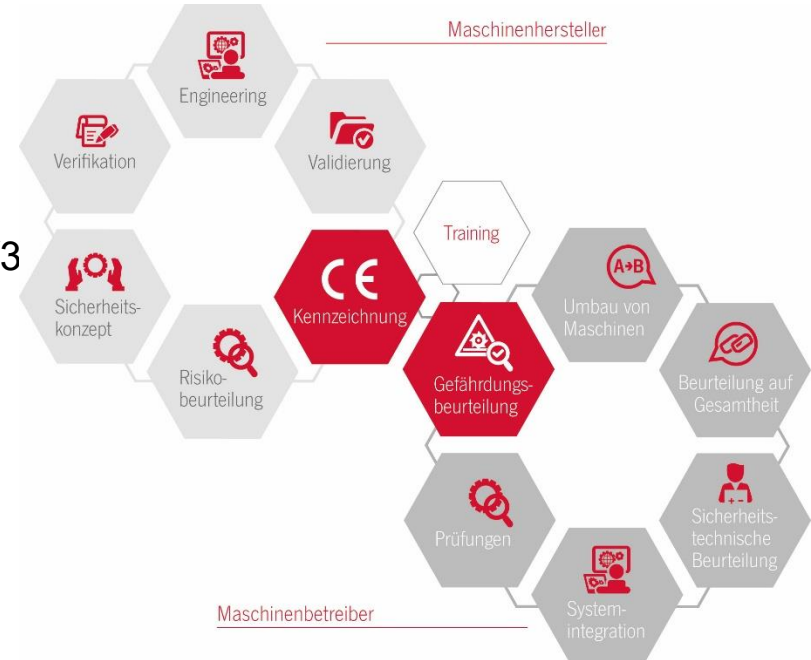 Maschinenhersteller
Engineering
Verifikation
Validierung
3
Sicherheits-
konzept
Risiko-
beurteilung
CE
Kennzeichnung
Training
Gefährdungs-
beurteilung
A→B
Umbau von
Maschinen
Beurteilung auf
Gesamtheit
Sicherheits-
technische
Beurteilung
System-
integration
Prüfungen
Maschinenbetreiber